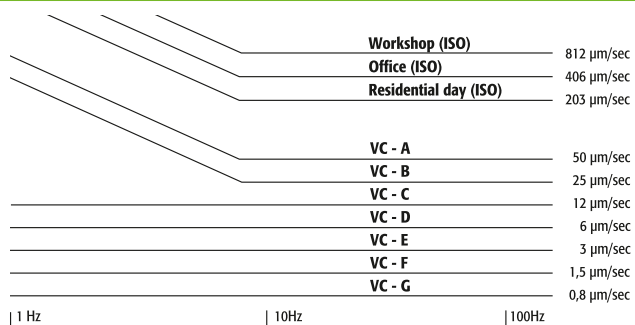 Workshop (ISO) 812 µm/sec
Office (ISO) 406 µm/sec
Residential day (ISO) 203 µm/sec
VC - A 50 µm/sec
VC - B 25 µm/sec
VC - C 12 µm/sec
VC - D 6 µm/sec
VC - E 3 µm/sec
VC - F 1,5 µm/sec
VC - G 0,8 µm/sec
1 Hz 10Hz 100Hz